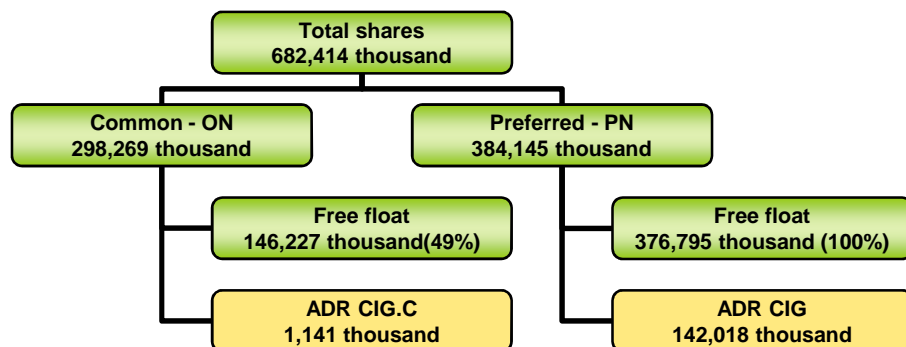 Total shares
682,414 thousand
Common - ON
298,269 thousand
Preferred - PN
384,145 thousand
Free float
146,227 thousand(49%)
Free float
376,795 thousand (100%)
ADR CIG.C
1,141 thousand
ADR CIG
142,018 thousand